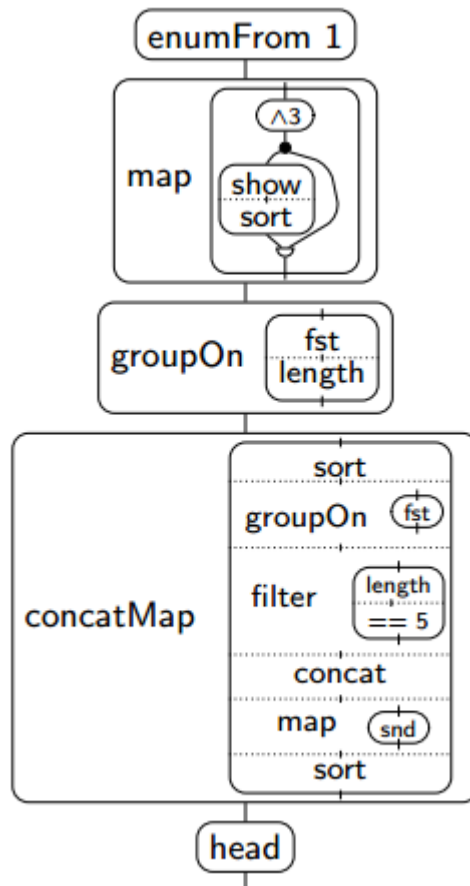 enumFrom 1
map
∧3
show
sort
groupOn
fst
length
concatMap
sort
groupOn fst
filter
length
== 5
concat
map snd
sort
head